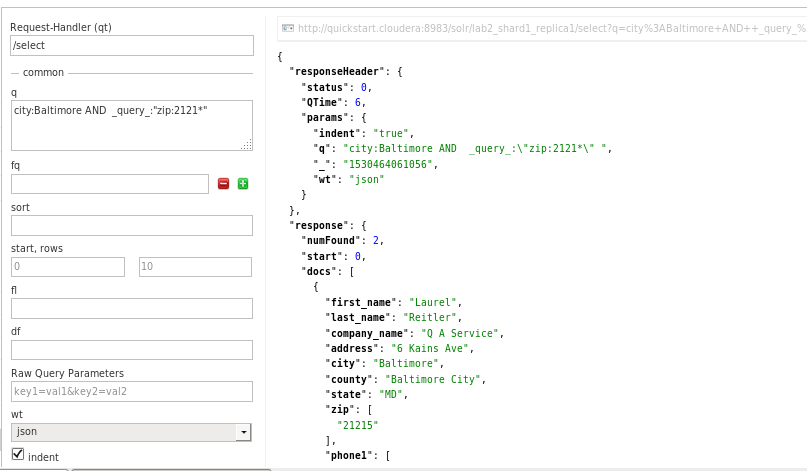 Request-Handler (qt)
/select
common
q
city:Baltimore AND  _query_:"zip:2121*"
fq
sort
start, rows
0
10
fl
df
Raw Query Parameters
key1=val1&key2=val2
wt
json
indent
http://quickstart.cloudera:8983/solr/lab2_shard1_replica1/select?q=city%3ABaltimore+AND++_query_%
{
"responseHeader": {
"status": 0,
"QTime": 6,
"params": {
"indent": "true",
"q": "city:Baltimore AND  _query_:\"zip:2121*\" ",
"_": "1530464061056",
"wt": "json"
}
},
"response": {
"numFound": 2,
"start": 0,
"docs": [
{
"first_name": "Laurel",
"last_name": "Reitler",
"company_name": "Q A Service",
"address": "6 Kains Ave",
"city": "Baltimore",
"county": "Baltimore City",
"state": "MD",
"zip": [
"21215"
],
"phone1": [